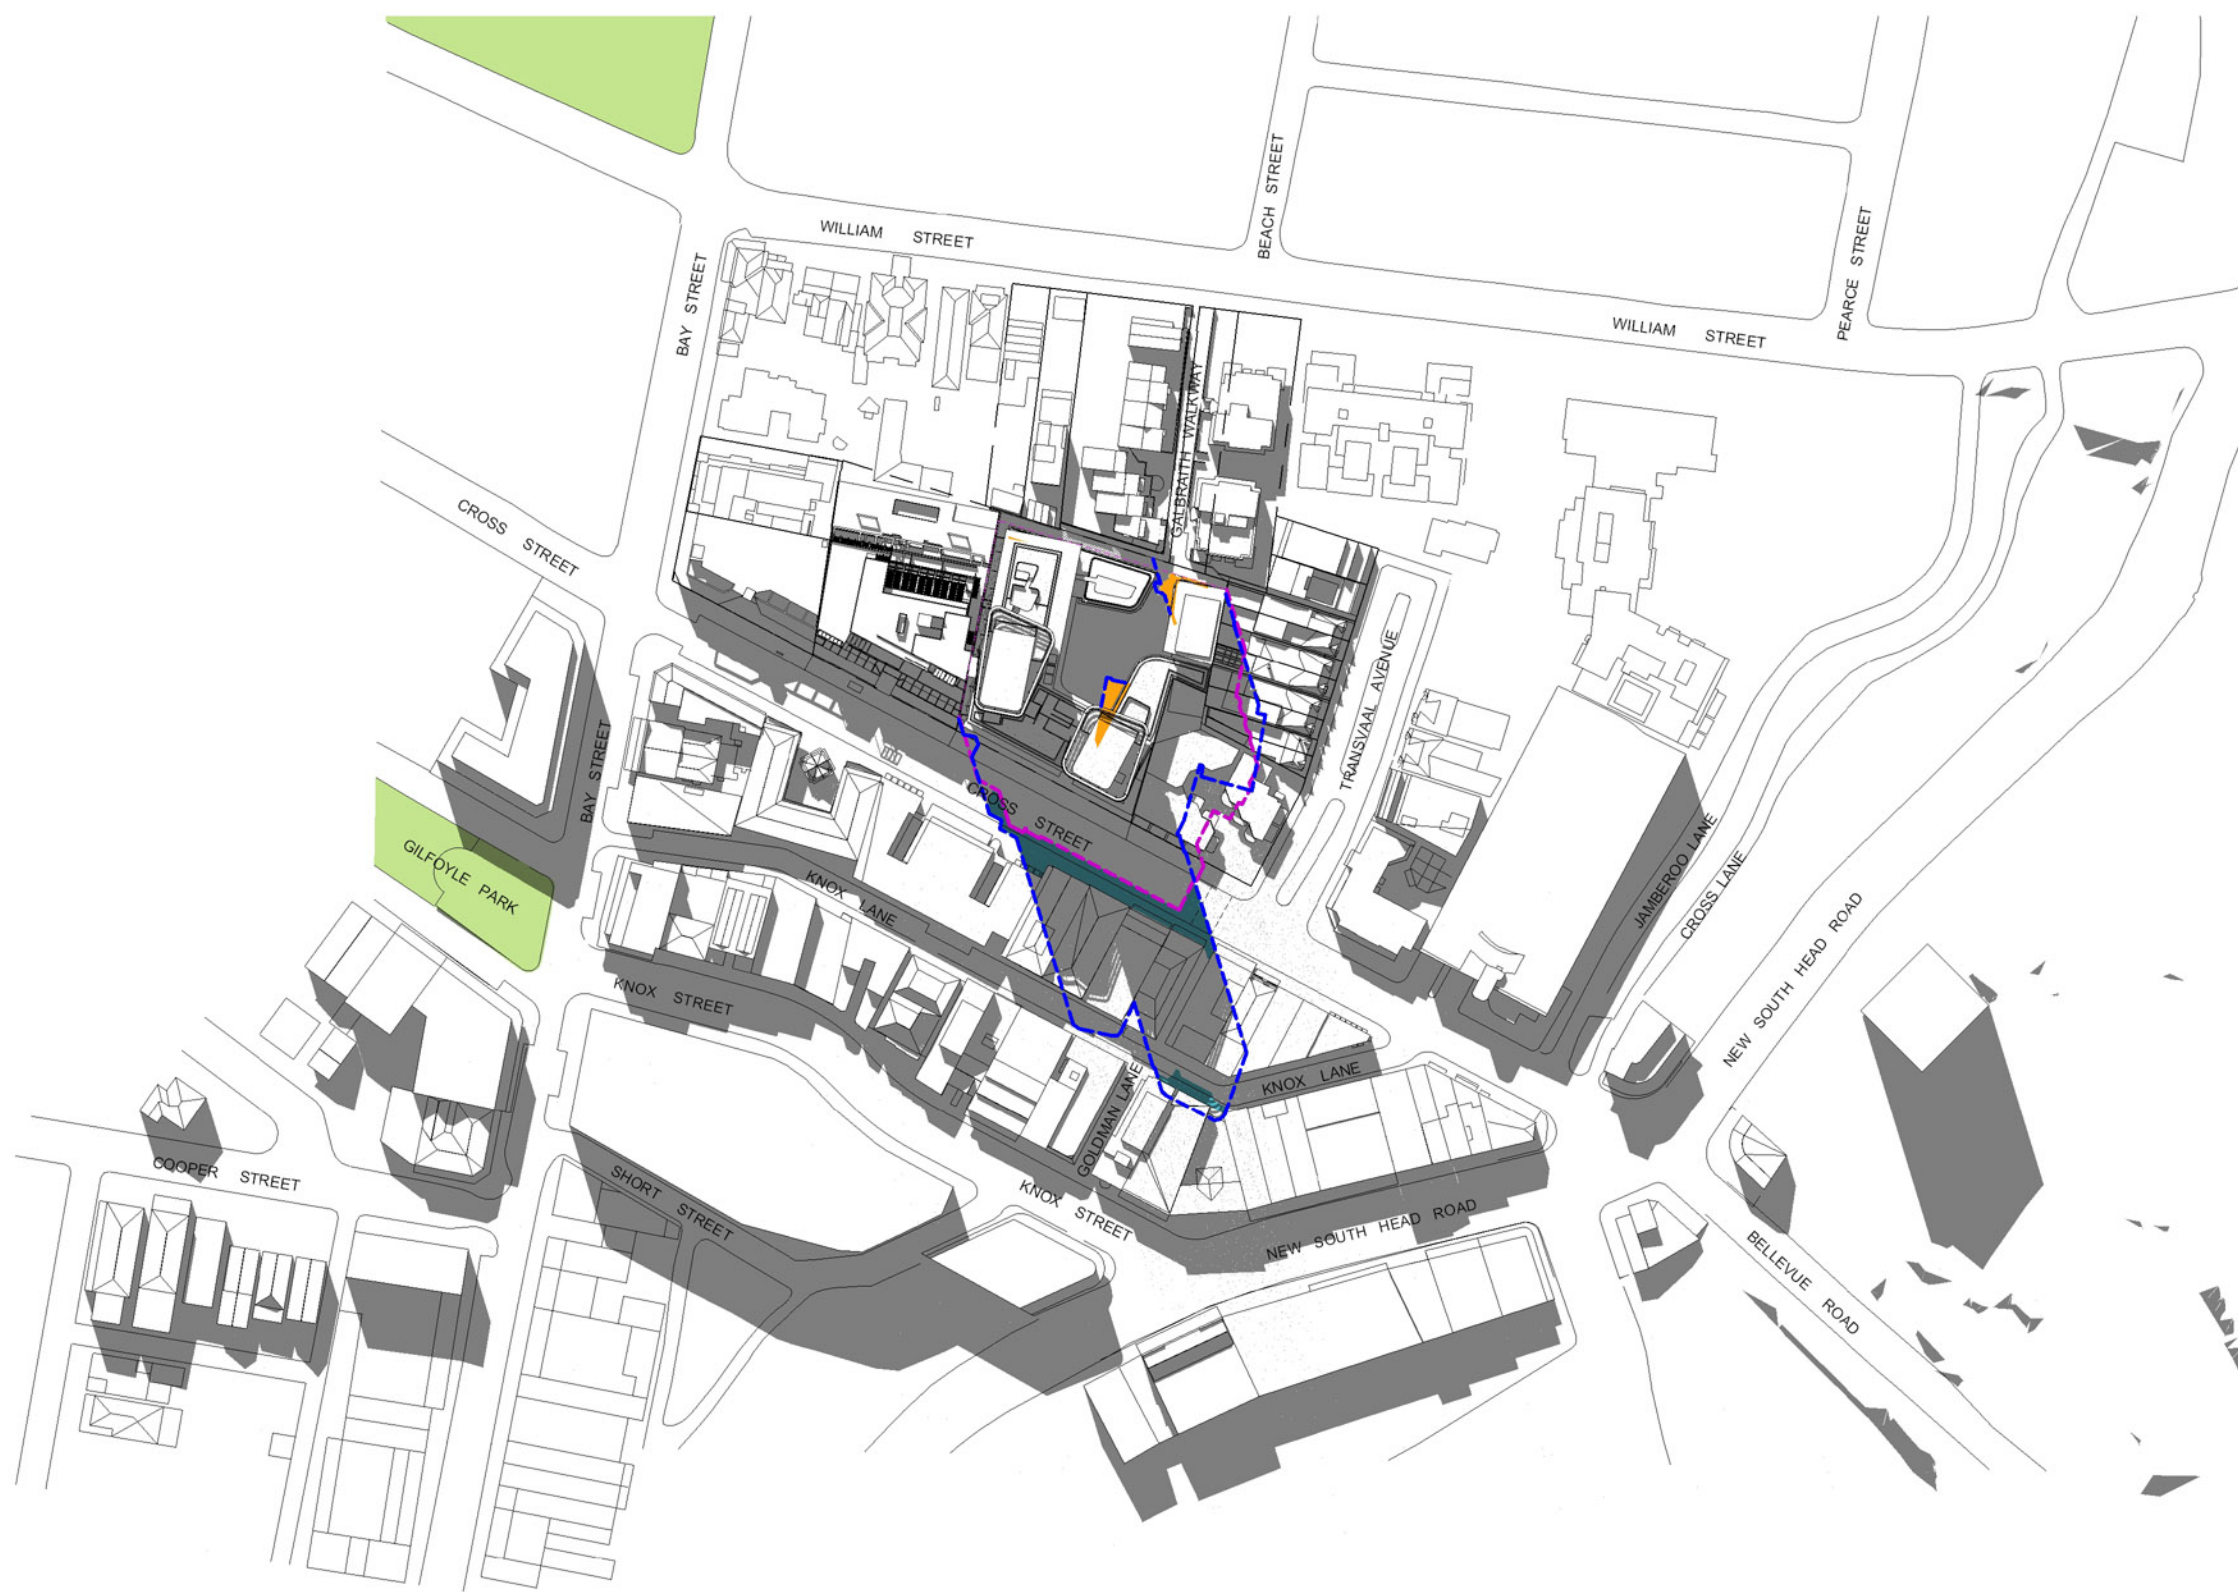 WILLIAM STREET
BEACH STREET
PEARCE STREET
BAY STREET
WILLIAM STREET
GALBRAITH WALKWAY
CROSS STREET
TRANSVAAL AVENUE
BAY STREET
CROSS STREET
GILFOYLE PARK
KNOX LANE
JAMBEROO LANE
CROSS LANE
NEW SOUTH HEAD ROAD
KNOX STREET
KNOX LANE
GOLDMAN LANE
COOPER STREET
SHORT STREET
KNOX STREET
NEW SOUTH HEAD ROAD
BELLEVUE ROAD